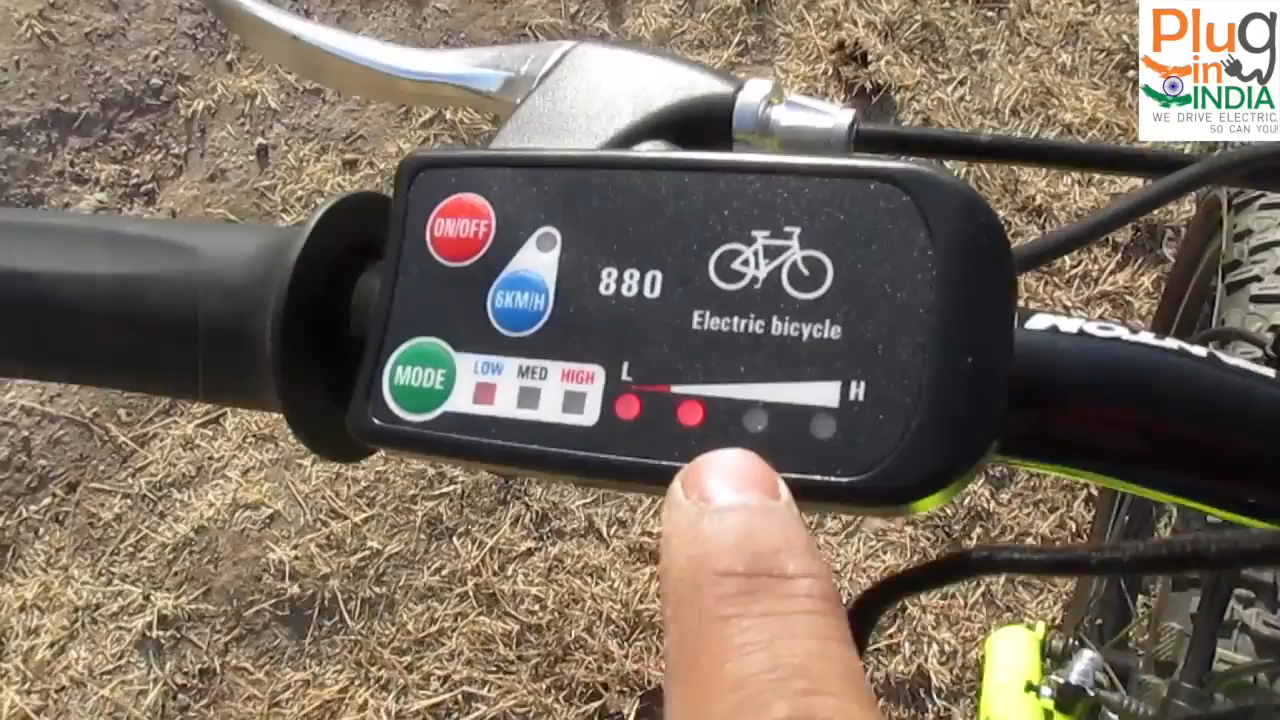 Plug
in
INDIA
WE DRIVE ELECTRIC.
SO CAN YOU.
ON/OFF
6KM/H
880
Electric bicycle
MODE
LOW MED HIGH
L H